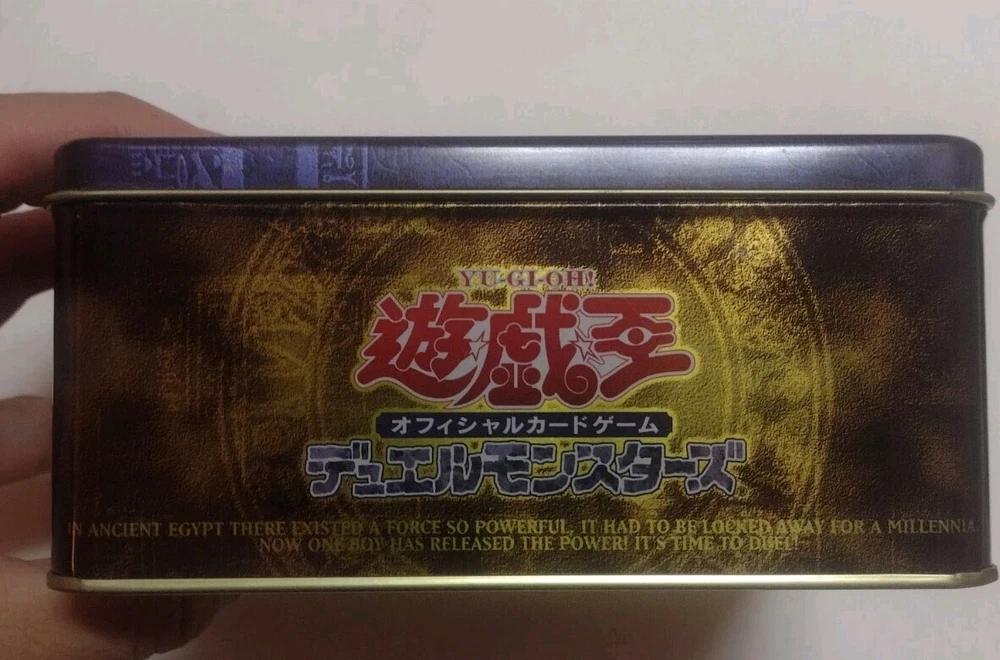 YU-GI-OH!
遊☆戯☆王
オフィシャルカードゲーム
デュエルモンスターズ
IN ANCIENT EGYPT THERE EXISTED A FORCE SO POWERFUL, IT HAD TO BE LOCKED AWAY FOR A MILLENNIA
NOW ONE BOY HAS RELEASED THE POWER! IT'S TIME TO DUEL!